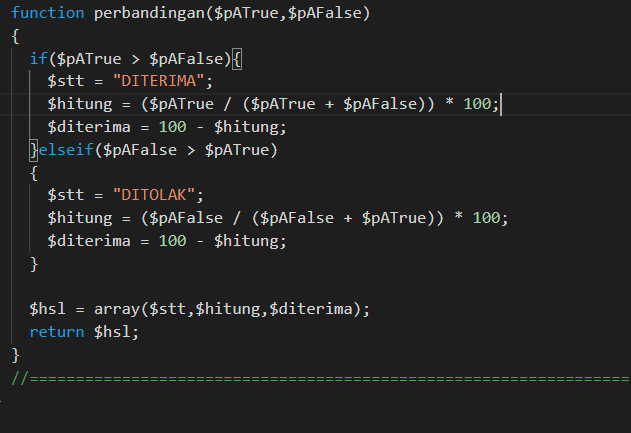 function perbandingan($pATrue,$pAFalse)
{
if($pATrue > $pAFalse){
$stt = "DITERIMA";
$hitung = ($pATrue / ($pATrue + $pAFalse)) * 100;
$diterima = 100 - $hitung;
}elseif($pAFalse > $pATrue)
{
$stt = "DITOLAK";
$hitung = ($pAFalse / ($pAFalse + $pATrue)) * 100;
$diterima = 100 - $hitung;
}
$hsl = array($stt,$hitung,$diterima);
return $hsl;
}
//=================================================================